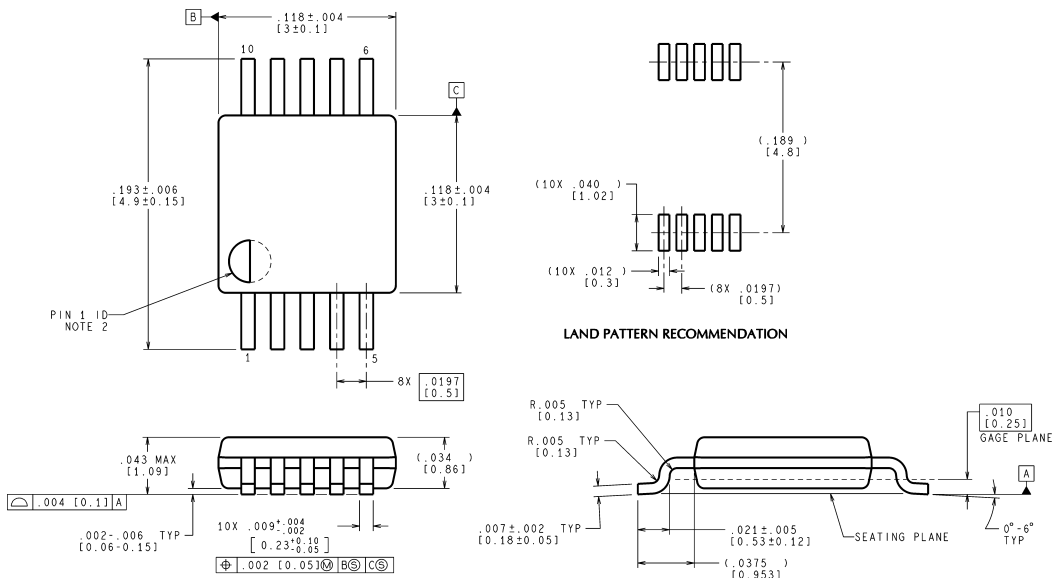 B
.118±.004
[3±0.1]
10
6
C
.193±.006
[4.9±0.15]
.118±.004
[3±0.1]
PIN 1 ID
NOTE 2
1
5
8X .0197
[0.5]
(.189 )
[4.8]
(10X .040 )
[1.02]
(10X .012 )
[0.3]
(8X .0197)
[0.5]
LAND PATTERN RECOMMENDATION
.043 MAX
[1.09]
(.034 )
[0.86]
⌓ .004 [0.1] A
.002-.006 TYP
[0.06-0.15]
10X .009+.004
-.002
[ 0.23+0.10
-0.05 ]
⌖ .002 [0.05]Ⓜ BⓈ CⓈ
R.005 TYP
[0.13]
R.005 TYP
[0.13]
.010
[0.25]
GAGE PLANE
A
.007±.002 TYP
[0.18±0.05]
.021±.005
[0.53±0.12]
(.0375 )
[0.953]
SEATING PLANE
0°-6°
TYP